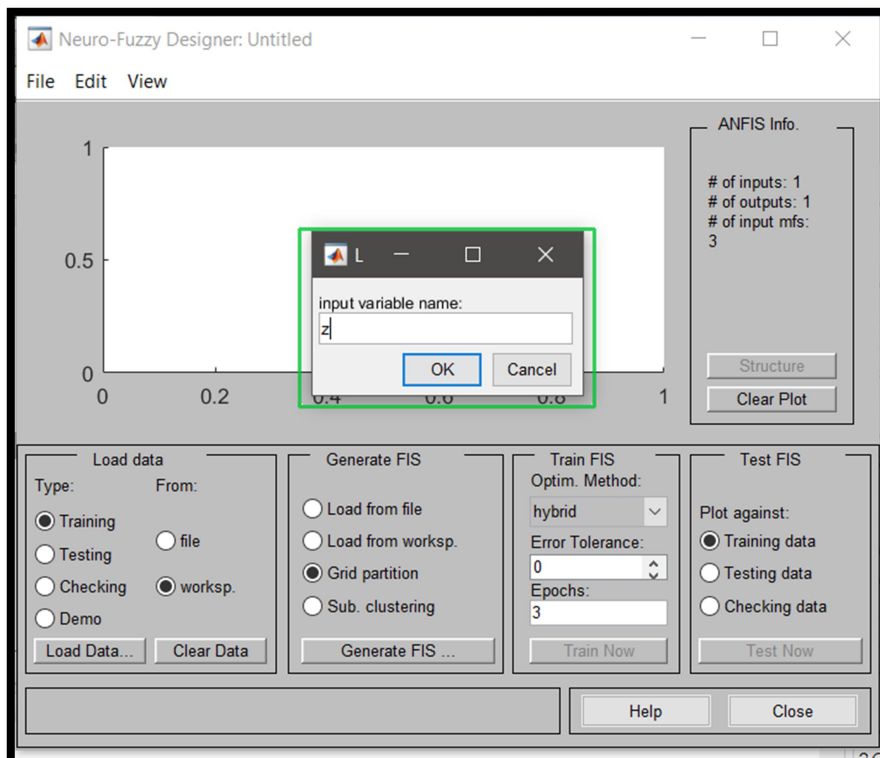 Neuro-Fuzzy Designer: Untitled
File Edit View
ANFIS Info.
# of inputs: 1
# of outputs: 1
# of input mfs:
3
Structure
Clear Plot
1
0.5
0
0 0.2 0.4 0.6 0.8 1
L
input variable name:
z
OK Cancel
Load data
Type: From:
Training
Testing
Checking
Demo
file
worksp.
Load Data... Clear Data
Generate FIS
Load from file
Load from worksp.
Grid partition
Sub. clustering
Generate FIS ...
Train FIS
Optim. Method:
hybrid
Error Tolerance:
0
Epochs:
3
Train Now
Test FIS
Plot against:
Training data
Testing data
Checking data
Test Now
Help Close